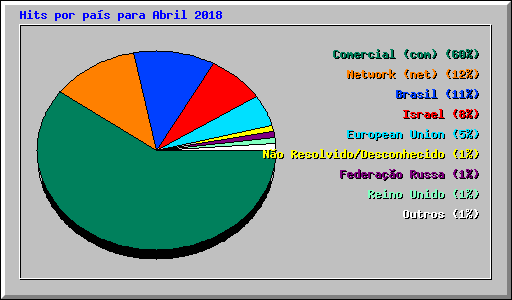 Hits por país para Abril 2018
Comercial (com) (60%)
Network (net) (12%)
Brasil (11%)
Israel (8%)
European Union (5%)
Não Resolvido/Desconhecido (1%)
Federação Russa (1%)
Reino Unido (1%)
Outros (1%)